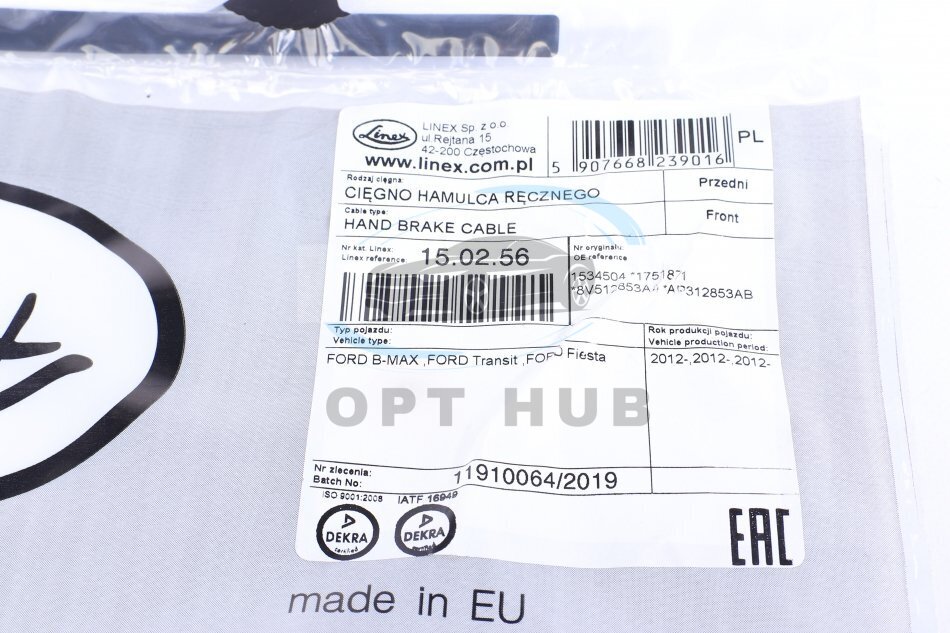 Linex
LINEX Sp. z o.o
ul.Rejtana 15
42-200 Częstochowa
www.linex.com.pl
5 907668 239016
PL
Rodzaj cięgna:
CIĘGNO HAMULCA RĘCZNEGO
Przedni
Cable type:
HAND BRAKE CABLE
Front
Nr kat. Linex:
Linex reference:
15.02.56
Nr oryginału:
OE reference
1534504
Typ pojazdu:
Vehicle type:
Rok produkcji pojazdu:
Vehicle production period:
FORD B-MAX ,FORD Transit ,FORD Fiesta
2012-,2012-,2012-
OPT HUB
Nr zlecenia:
Batch No:
11910064/2019
ISO 9001:2008
IATF 16949
DEKRA
certified
DEKRA
EAC
made in EU